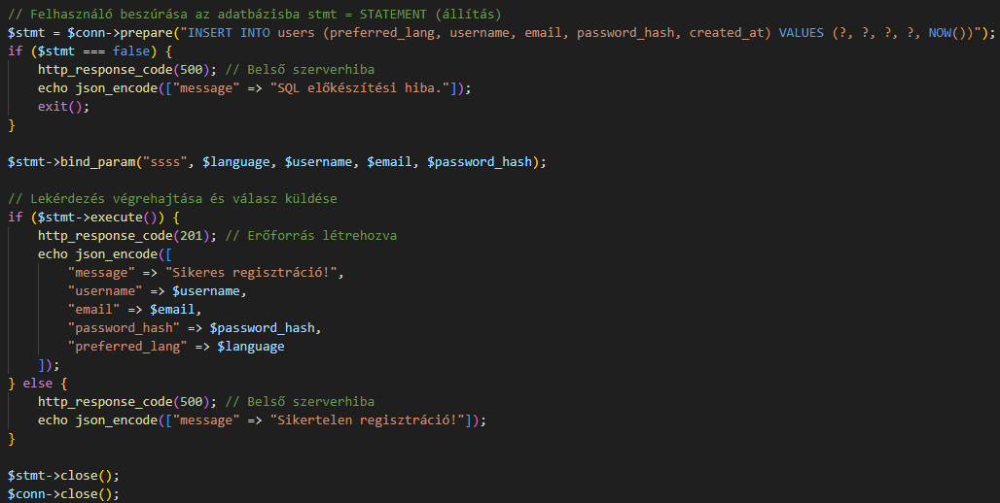 // Felhasználó beszúrása az adatbázisba stmt = STATEMENT (állítás)
$stmt = $conn->prepare("INSERT INTO users (preferred_lang, username, email, password_hash, created_at) VALUES (?, ?, ?, ?, NOW())");
if ($stmt === false) {
    http_response_code(500); // Belső szerverhiba
    echo json_encode(["message" => "SQL előkészítési hiba."]);
    exit();
}

$stmt->bind_param("ssss", $language, $username, $email, $password_hash);

// Lekérdezés végrehajtása és válasz küldése
if ($stmt->execute()) {
    http_response_code(201); // Erőforrás létrehozva
    echo json_encode([
        "message" => "Sikeres regisztráció!",
        "username" => $username,
        "email" => $email,
        "password_hash" => $password_hash,
        "preferred_lang" => $language
    ]);
} else {
    http_response_code(500); // Belső szerverhiba
    echo json_encode(["message" => "Sikertelen regisztráció!"]);
}

$stmt->close();
$conn->close();